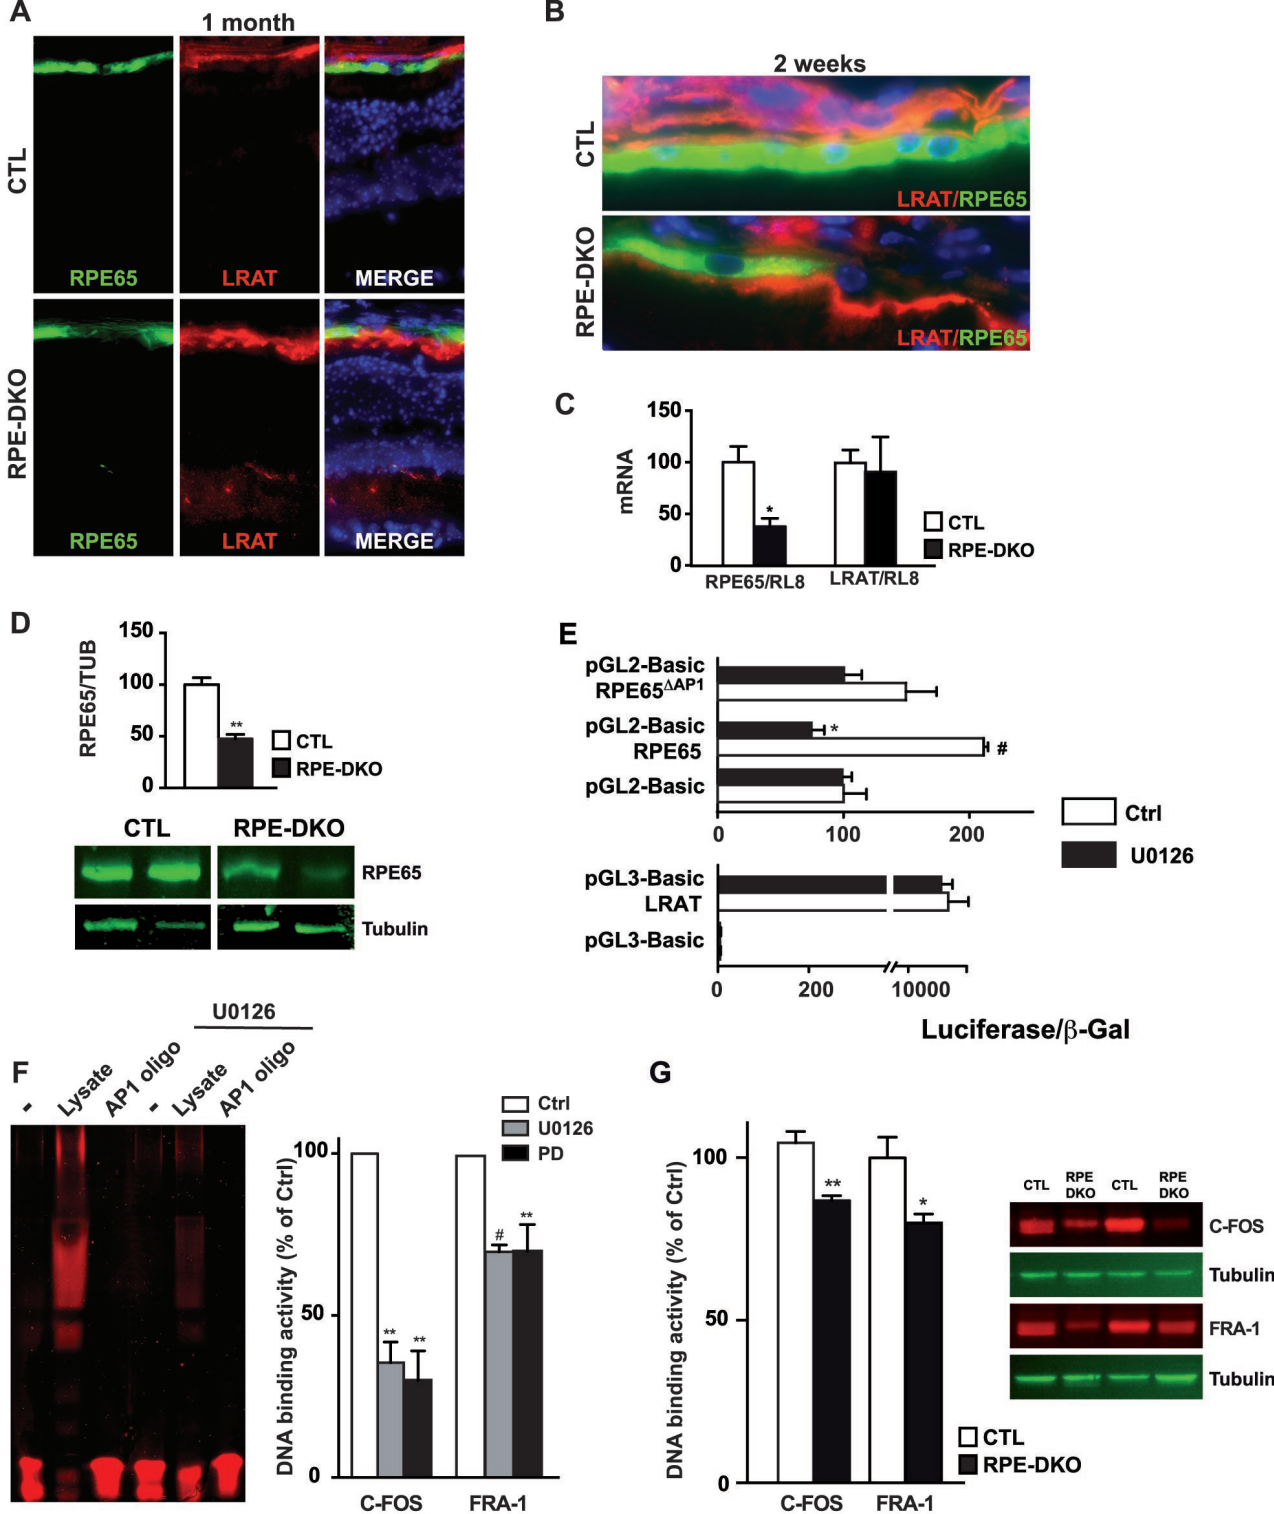 A
1 month
CTL
RPE65
LRAT
MERGE
RPE-DKO
RPE65
LRAT
MERGE
B
2 weeks
CTL
LRAT/RPE65
RPE-DKO
LRAT/RPE65
C
mRNA
150
100
50
0
*
RPE65/RL8
LRAT/RL8
CTL
RPE-DKO
D
RPE65/TUB
150
100
50
0
**
CTL
RPE-DKO
CTL
RPE-DKO
RPE65
Tubulin
E
pGL2-Basic
RPE65ΔAP1
pGL2-Basic
RPE65
*
#
pGL2-Basic
0
100
200
Ctrl
U0126
pGL3-Basic
LRAT
pGL3-Basic
0
200
10000
Luciferase/β-Gal
F
U0126
-
Lysate
AP1 oligo
-
Lysate
AP1 oligo
DNA binding activity (% of Ctrl)
100
50
0
Ctrl
U0126
PD
**
**
#
**
C-FOS
FRA-1
G
DNA binding activity (% of Ctrl)
100
50
0
**
*
C-FOS
FRA-1
CTL
RPE-DKO
CTL
RPE
DKO
CTL
RPE
DKO
C-FOS
Tubulin
FRA-1
Tubulin